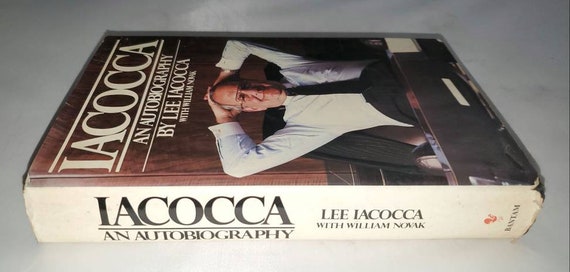 IACOCCA
AN AUTOBIOGRAPHY
BY LEE IACOCCA
WITH WILLIAM NOVAK
IACOCCA
AN AUTOBIOGRAPHY
LEE IACOCCA
WITH WILLIAM NOVAK
BANTAM